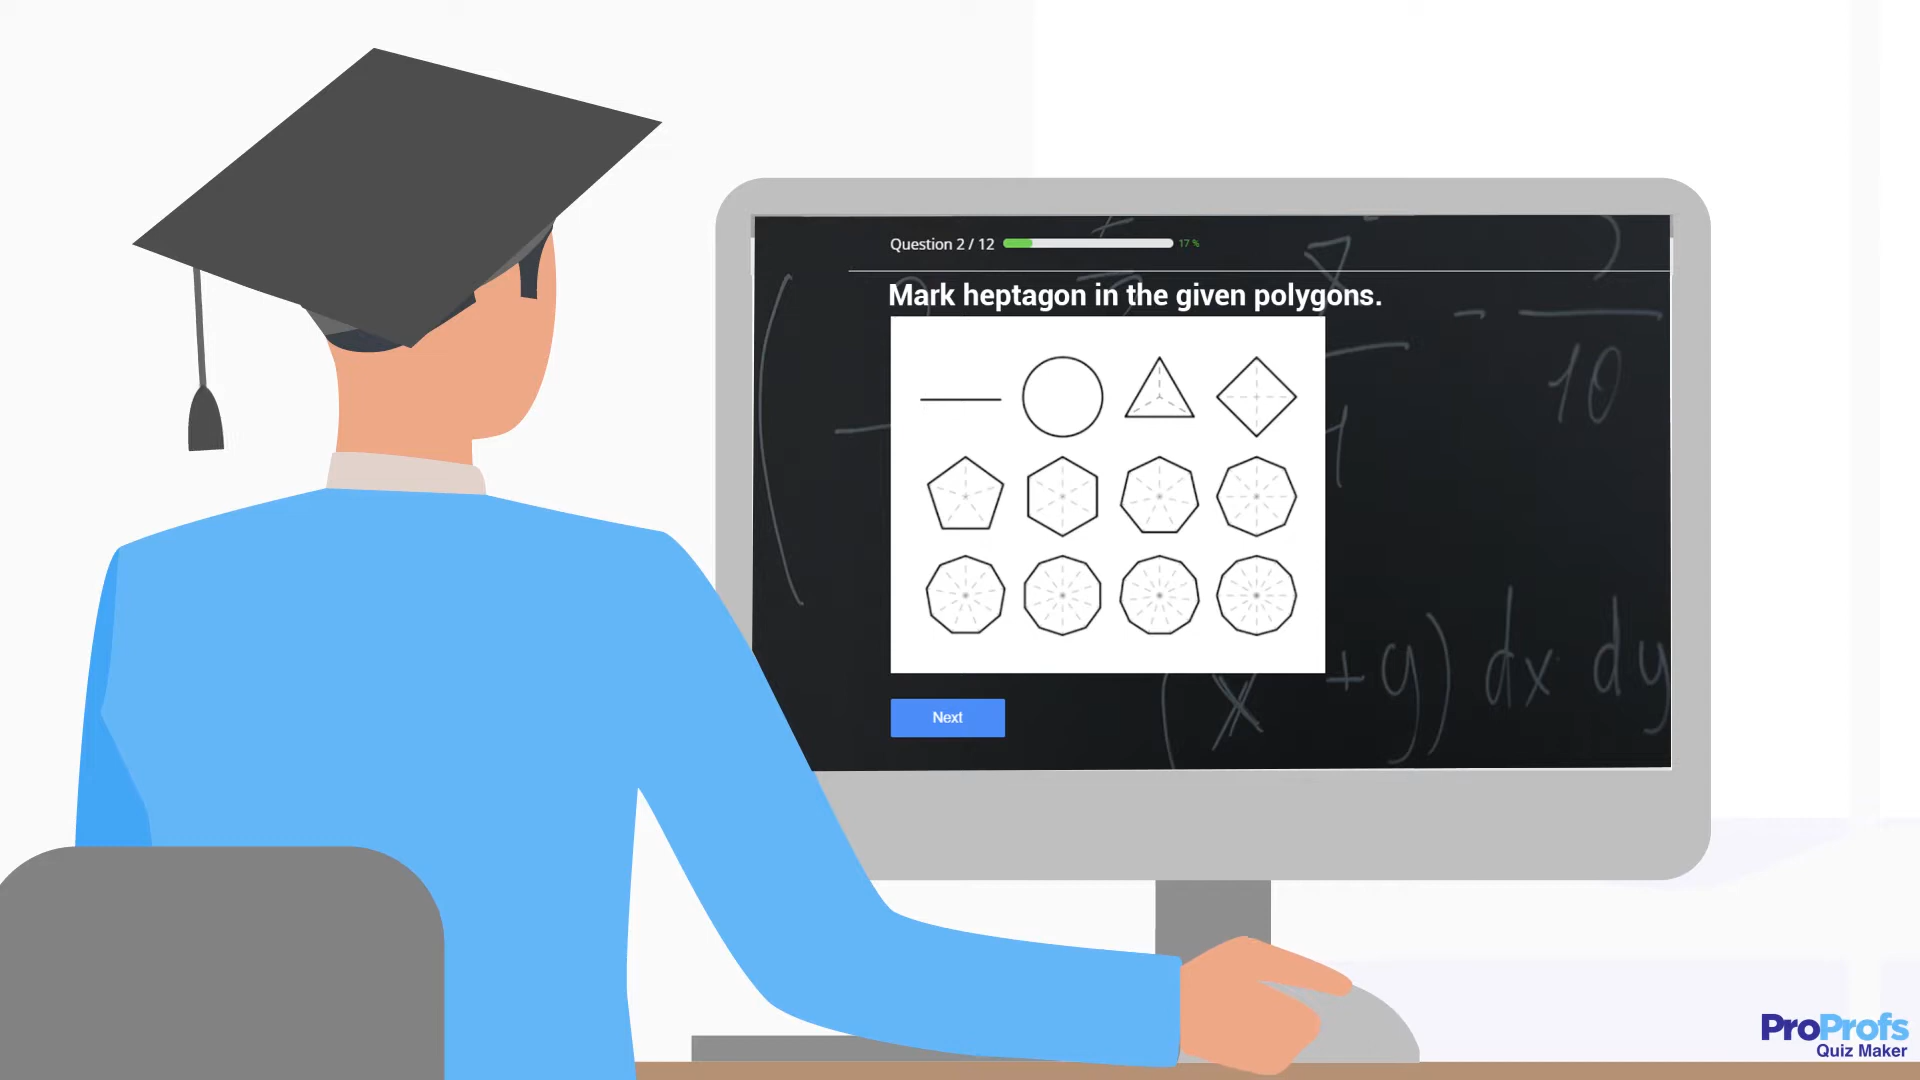 Question 2 / 12 17 %
Mark heptagon in the given polygons.
10
x + y) dx dy
Next
ProProfs
Quiz Maker